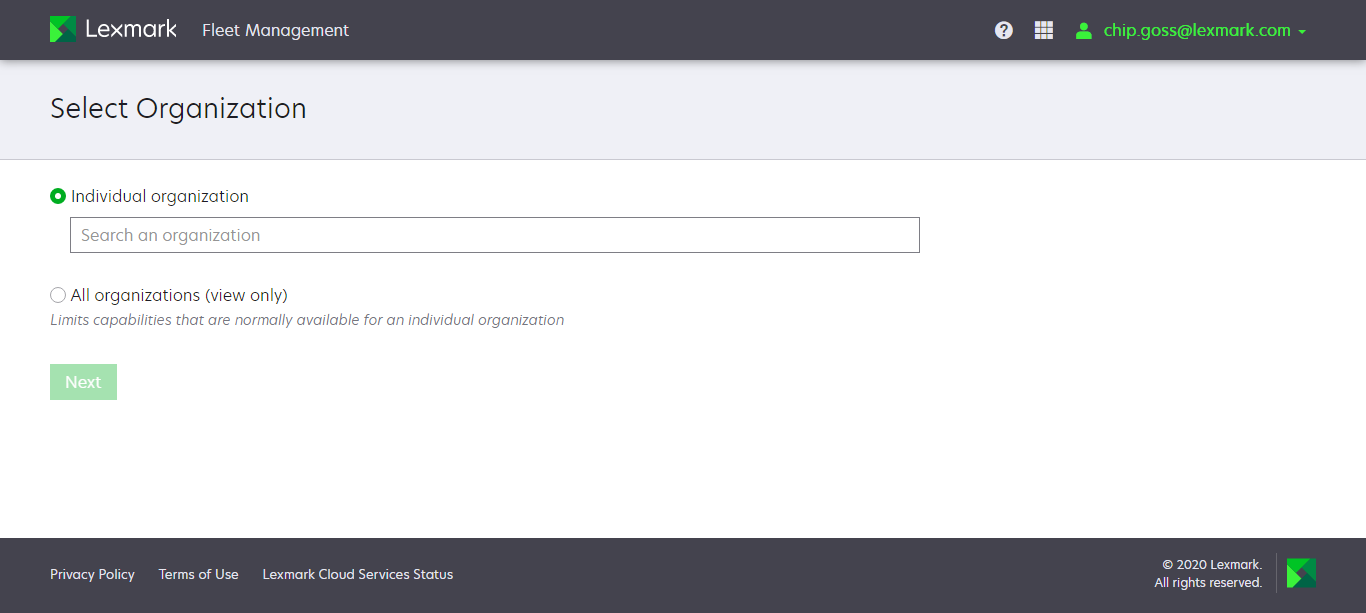 Lexmark Fleet Management chip.goss@lexmark.com
Select Organization
Individual organization
Search an organization
All organizations (view only)
Limits capabilities that are normally available for an individual organization
Next
Privacy Policy Terms of Use Lexmark Cloud Services Status
© 2020 Lexmark.
All rights reserved.